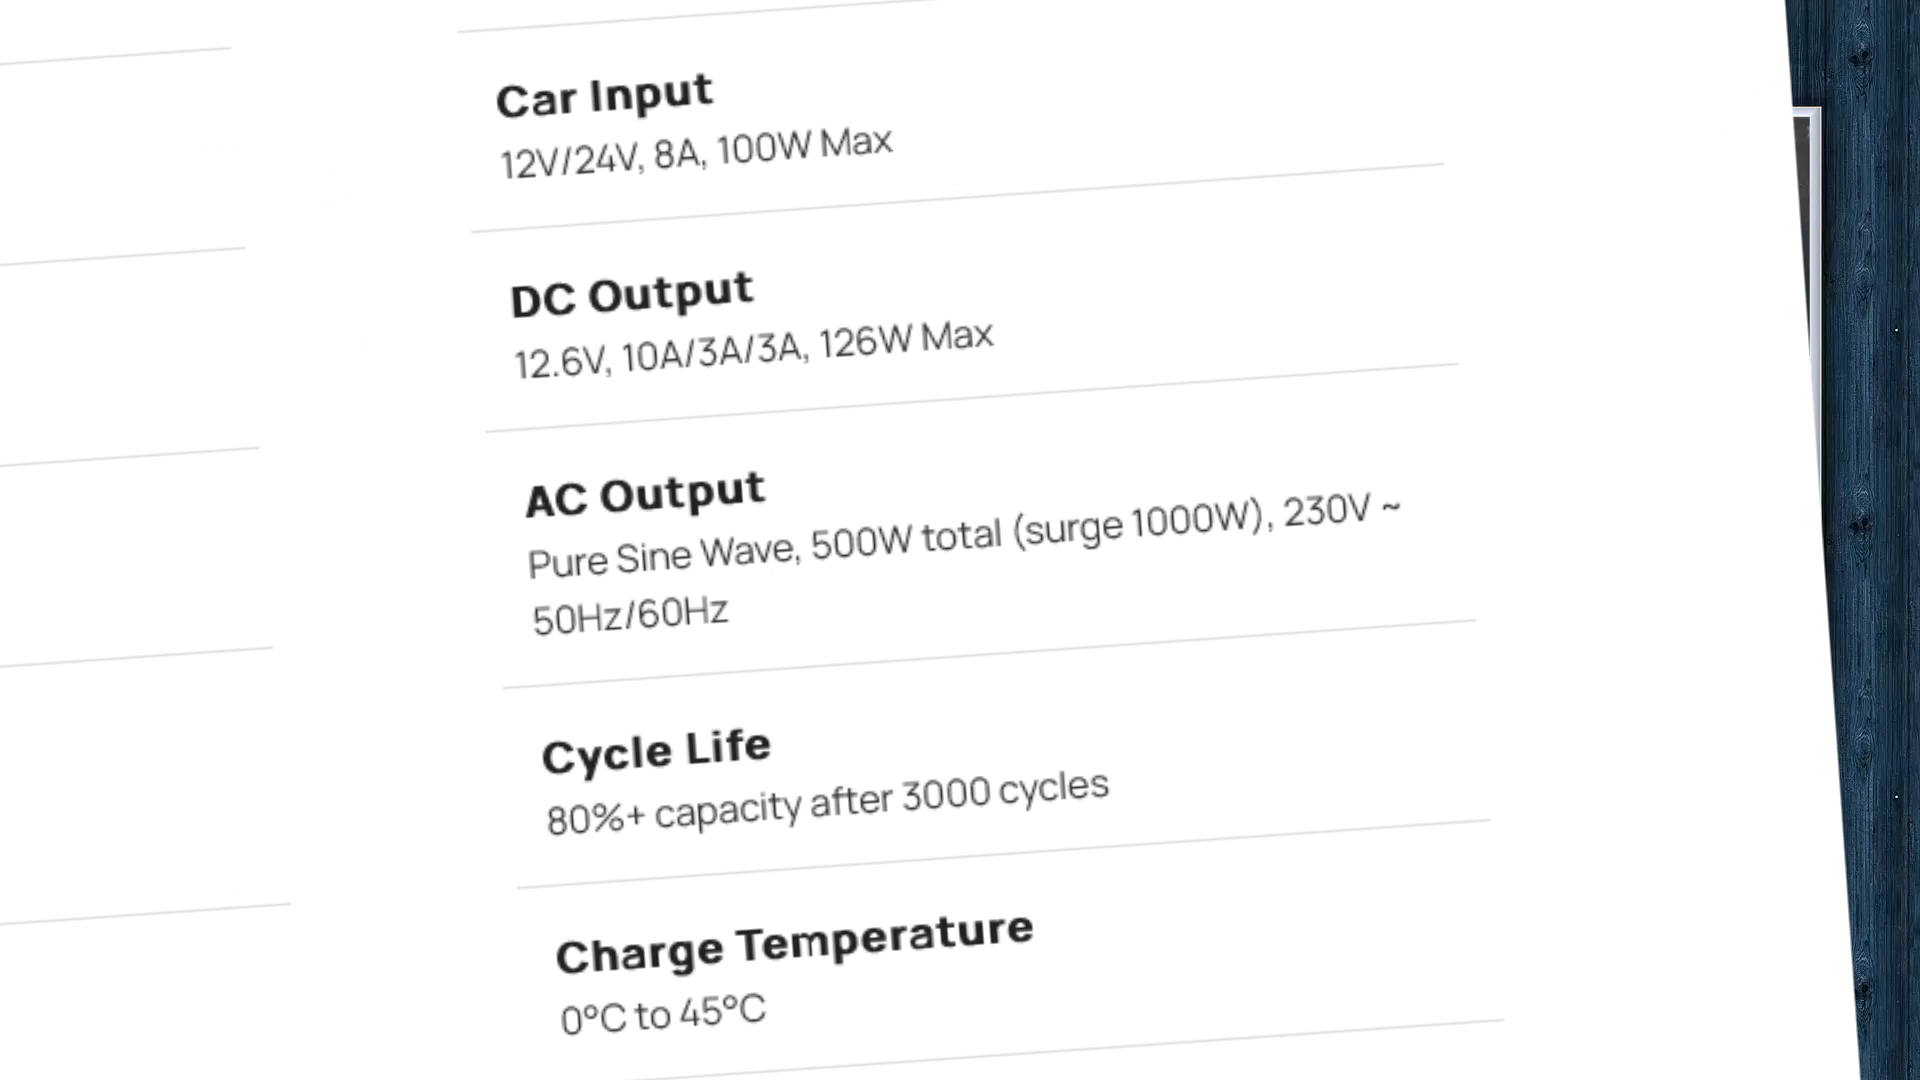 Car Input
12V/24V, 8A, 100W Max
DC Output
12.6V, 10A/3A/3A, 126W Max
AC Output
Pure Sine Wave, 500W total (surge 1000W), 230V ~
50Hz/60Hz
Cycle Life
80%+ capacity after 3000 cycles
Charge Temperature
0°C to 45°C